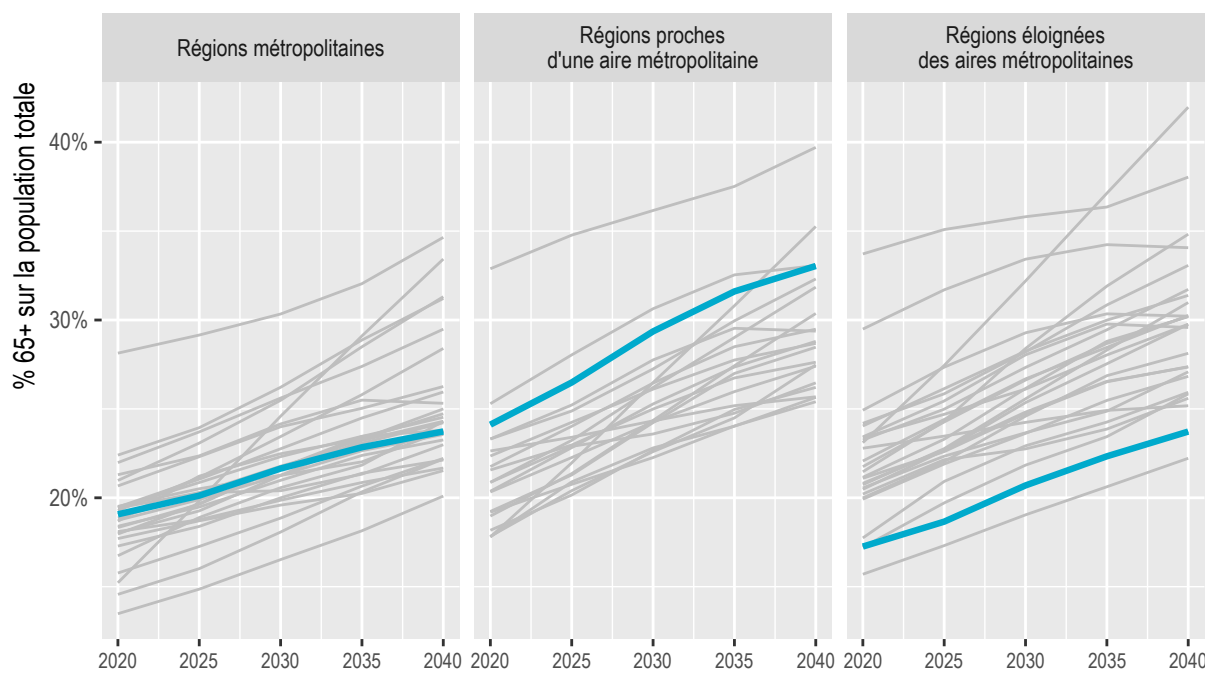 Régions métropolitaines
Régions proches
d'une aire métropolitaine
Régions éloignées
des aires métropolitaines
% 65+ sur la population totale
40%
30%
20%
2020 2025 2030 2035 2040
2020 2025 2030 2035 2040
2020 2025 2030 2035 2040